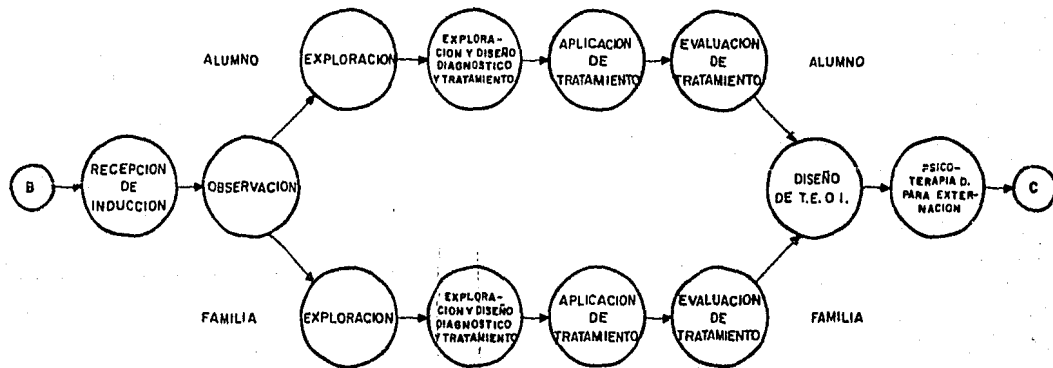 ALUMNO
EXPLORACION
EXPLORA-
CION Y DISEÑO
DIAGNOSTICO
Y TRATAMIENTO
APLICACION
DE
TRATAMIENTO
EVALUACION
DE
TRATAMIENTO
ALUMNO
B
RECEPCION
DE
INDUCCION
OBSERVACION
DISEÑO
DE T.E. O I.
PSICO-
TERAPIA D.
PARA EXTER-
NACION
C
FAMILIA
EXPLORACION
EXPLORA-
CION Y DISEÑO
DIAGNOSTICO
Y TRATAMIENTO
APLICACION
DE
TRATAMIENTO
EVALUACION
DE
TRATAMIENTO
FAMILIA